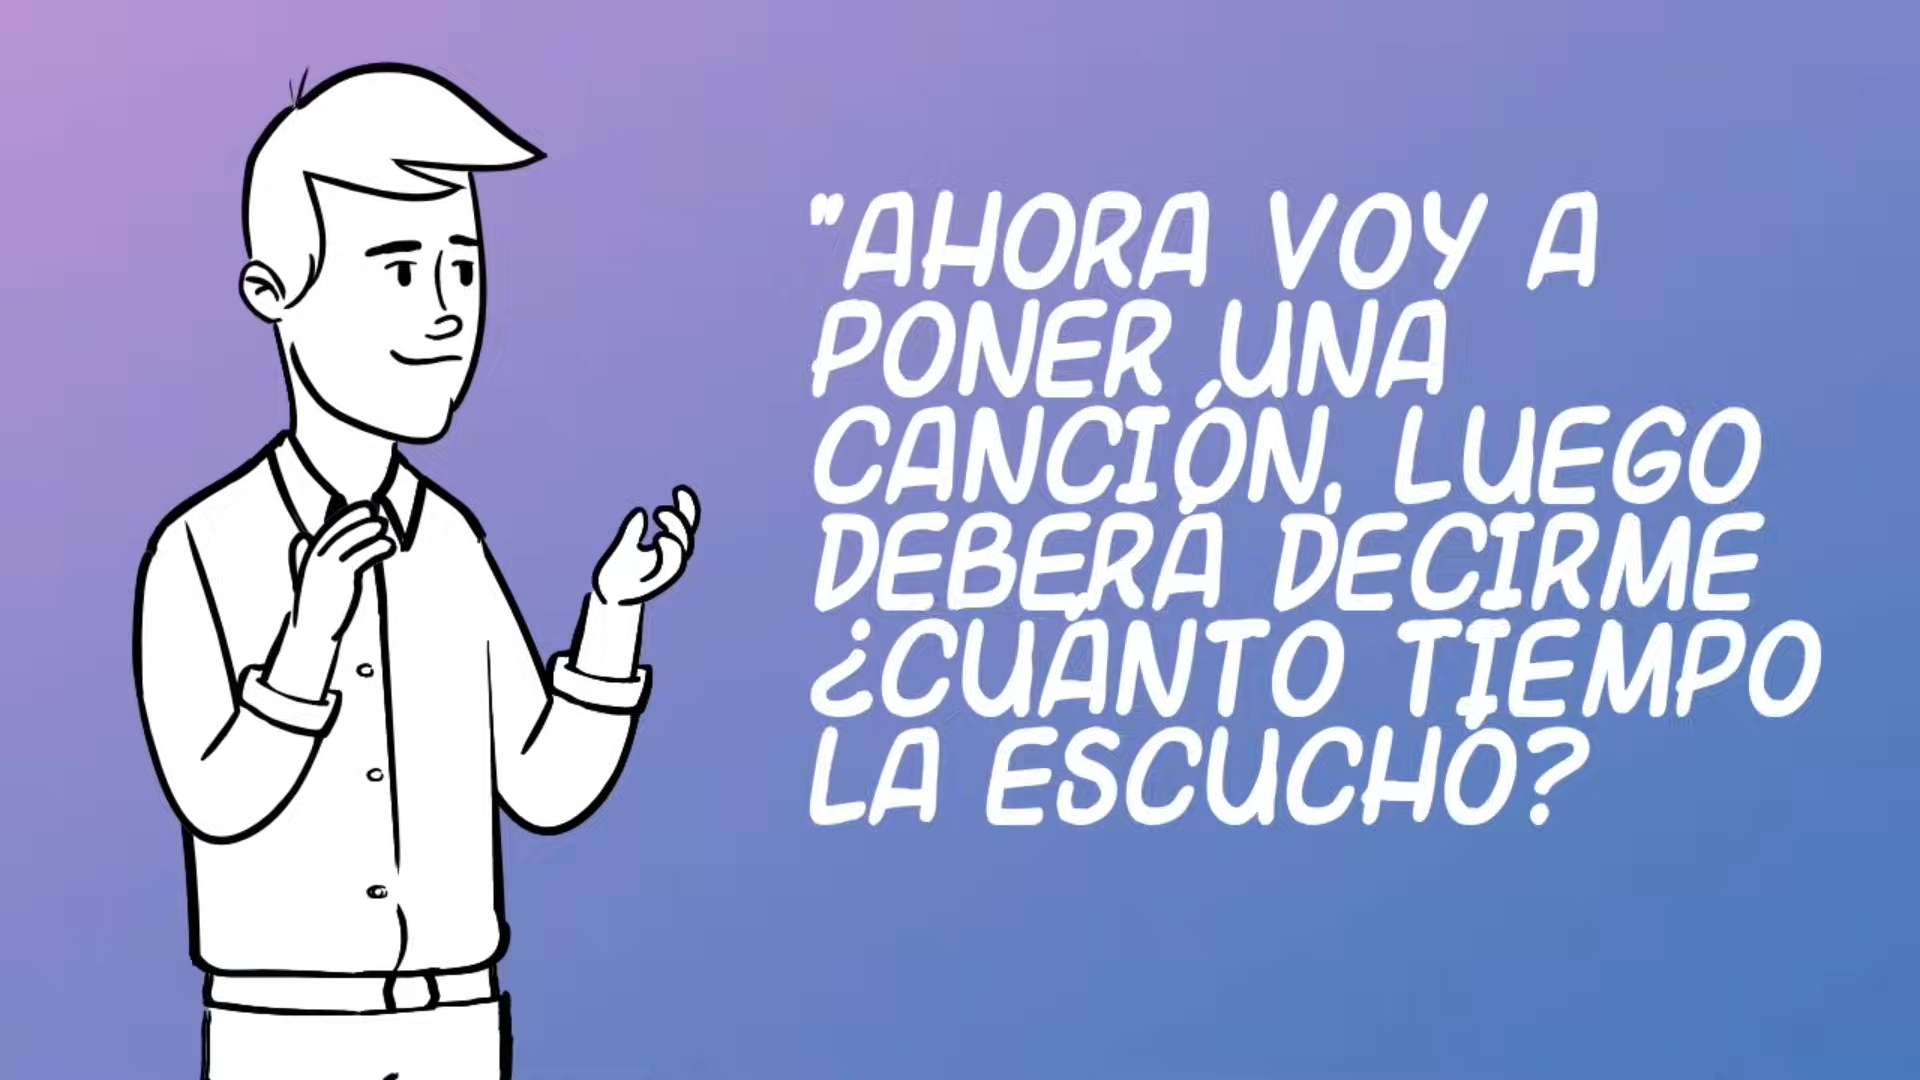 "AHORA VOY A
PONER UNA
CANCIÓN, LUEGO
DEBERÁ DECIRME
¿CUÁNTO TIEMPO
LA ESCUCHÓ?